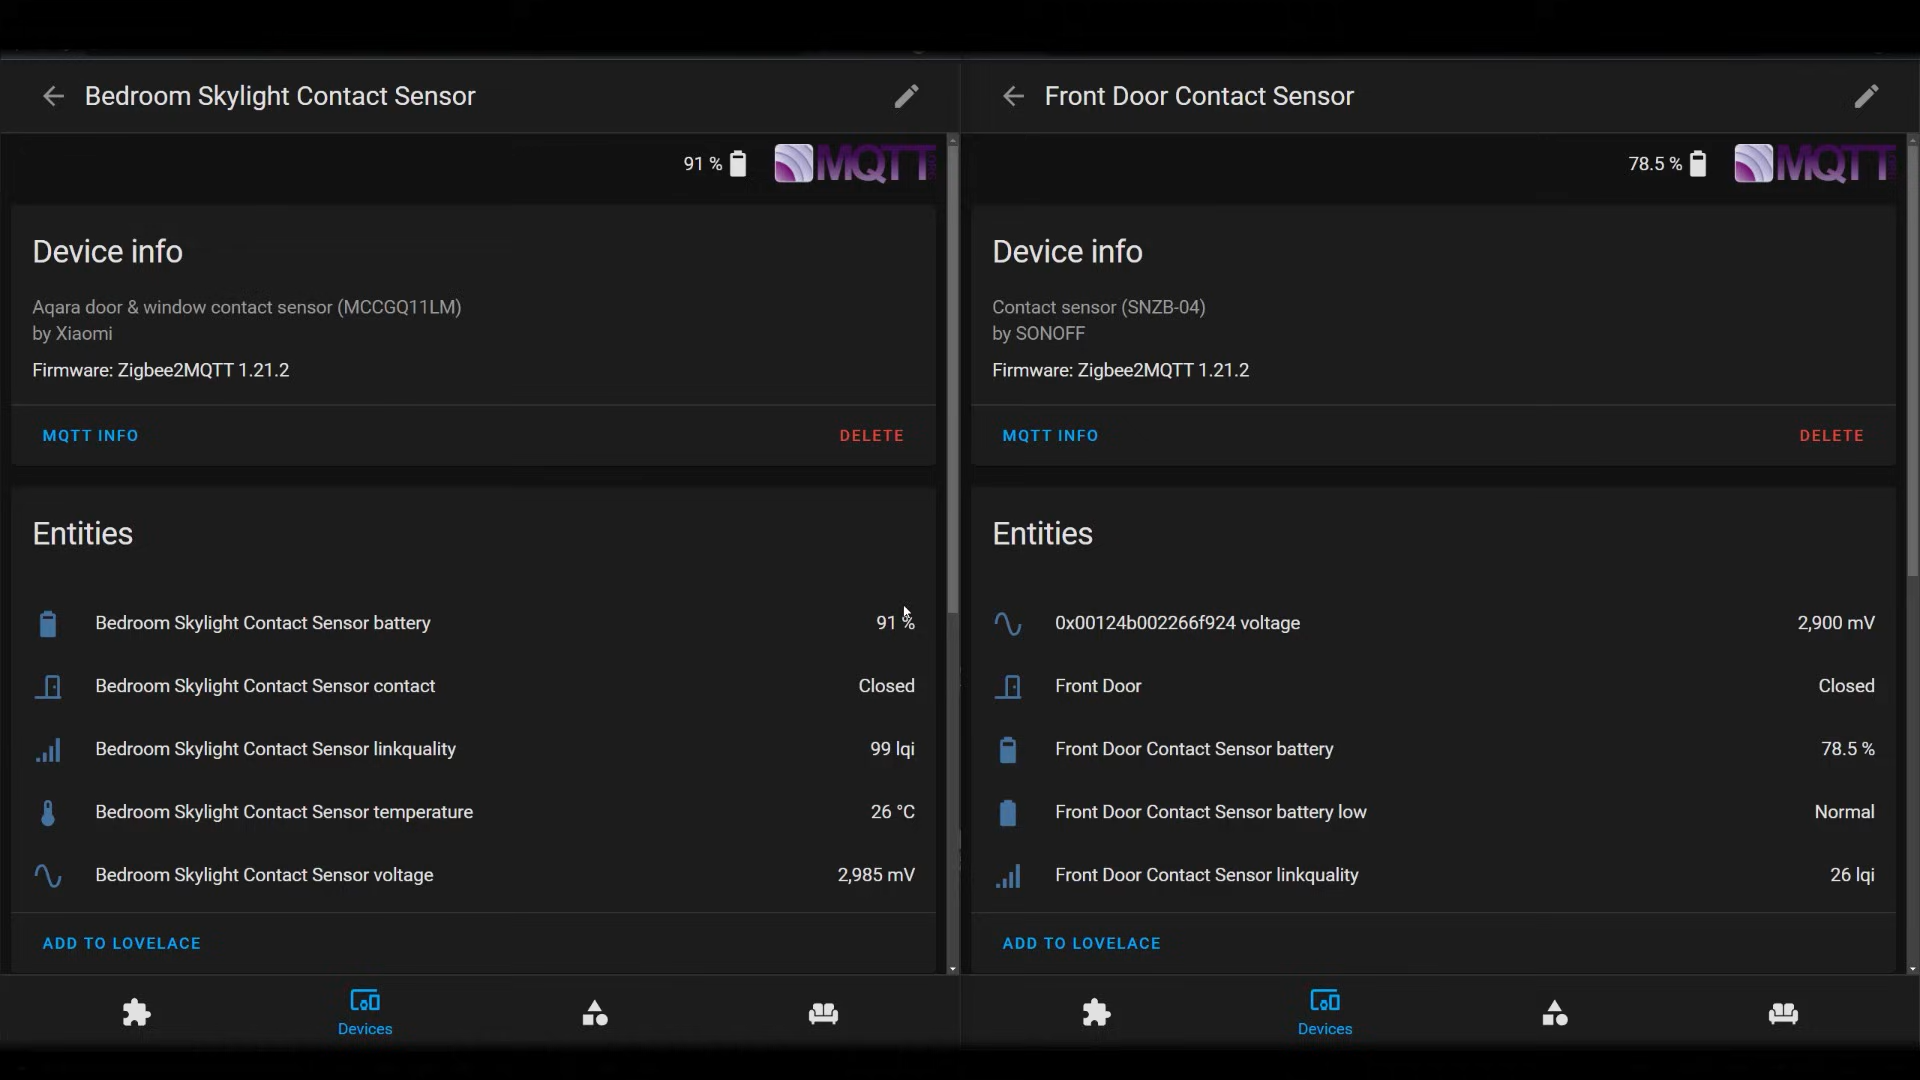 Bedroom Skylight Contact Sensor
91 %
MQTT
Device info
Aqara door & window contact sensor (MCCGQ11LM)
by Xiaomi
Firmware: Zigbee2MQTT 1.21.2
MQTT INFO
DELETE
Entities
Bedroom Skylight Contact Sensor battery
91 %
Bedroom Skylight Contact Sensor contact
Closed
Bedroom Skylight Contact Sensor linkquality
99 lqi
Bedroom Skylight Contact Sensor temperature
26 °C
Bedroom Skylight Contact Sensor voltage
2,985 mV
ADD TO LOVELACE
Devices
Front Door Contact Sensor
78.5 %
MQTT
Device info
Contact sensor (SNZB-04)
by SONOFF
Firmware: Zigbee2MQTT 1.21.2
MQTT INFO
DELETE
Entities
0x00124b002266f924 voltage
2,900 mV
Front Door
Closed
Front Door Contact Sensor battery
78.5 %
Front Door Contact Sensor battery low
Normal
Front Door Contact Sensor linkquality
26 lqi
ADD TO LOVELACE
Devices